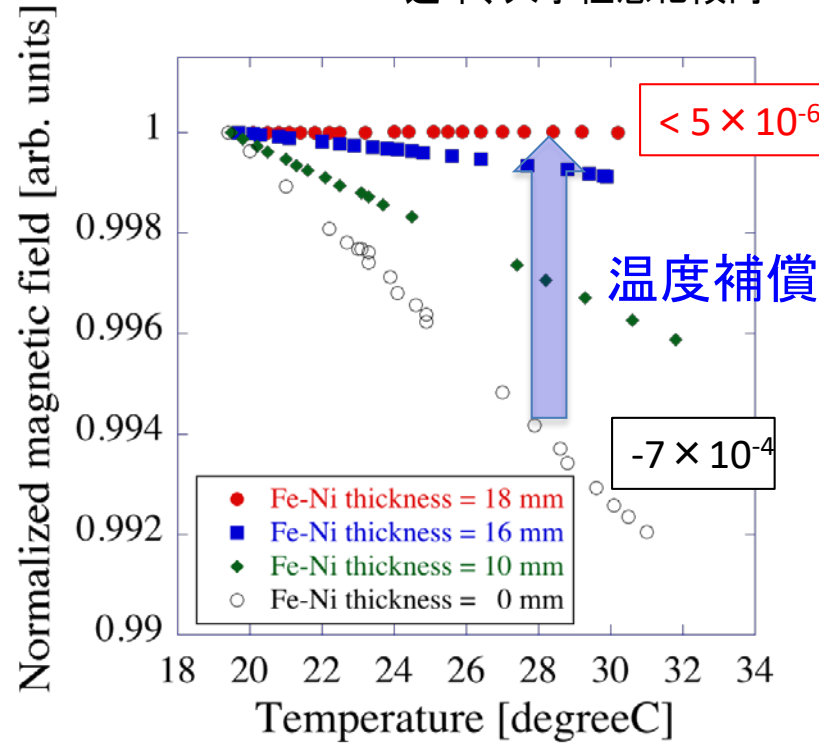 Normalized magnetic field [arb. units]
1
0.998
0.996
0.994
0.992
0.99
< 5 × 10⁻⁶
温度補償
-7 × 10⁻⁴
Fe-Ni thickness = 18 mm
Fe-Ni thickness = 16 mm
Fe-Ni thickness = 10 mm
Fe-Ni thickness = 0 mm
18 20 22 24 26 28 30 32 34
Temperature [degreeC]